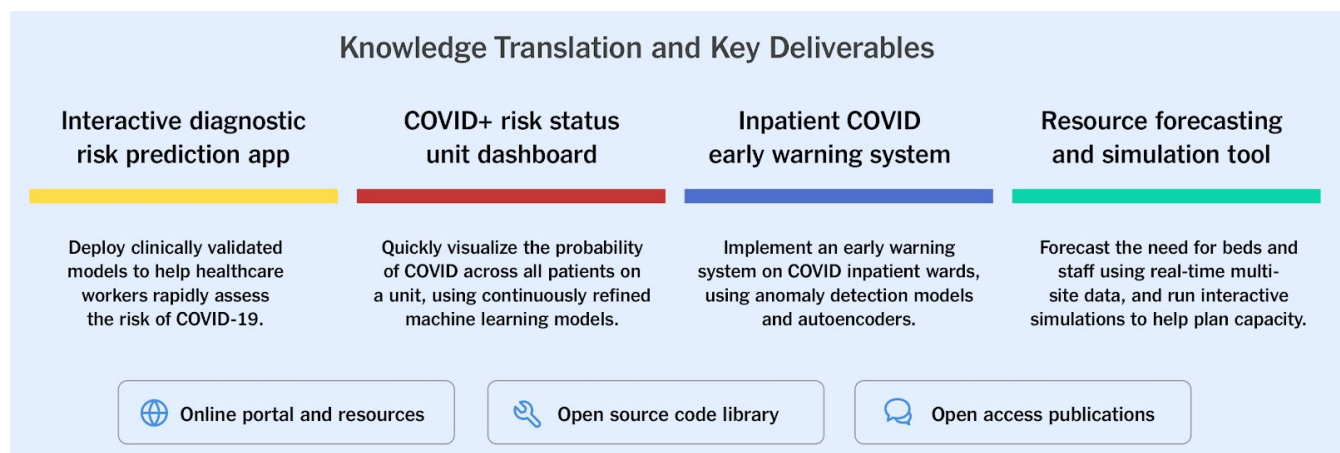 Knowledge Translation and Key Deliverables
Interactive diagnostic
risk prediction app
Deploy clinically validated
models to help healthcare
workers rapidly assess
the risk of COVID-19.
COVID+ risk status
unit dashboard
Quickly visualize the probability
of COVID across all patients on
a unit, using continuously refined
machine learning models.
Inpatient COVID
early warning system
Implement an early warning
system on COVID inpatient wards,
using anomaly detection models
and autoencoders.
Resource forecasting
and simulation tool
Forecast the need for beds and
staff using real-time multi-
site data, and run interactive
simulations to help plan capacity.
Online portal and resources
Open source code library
Open access publications